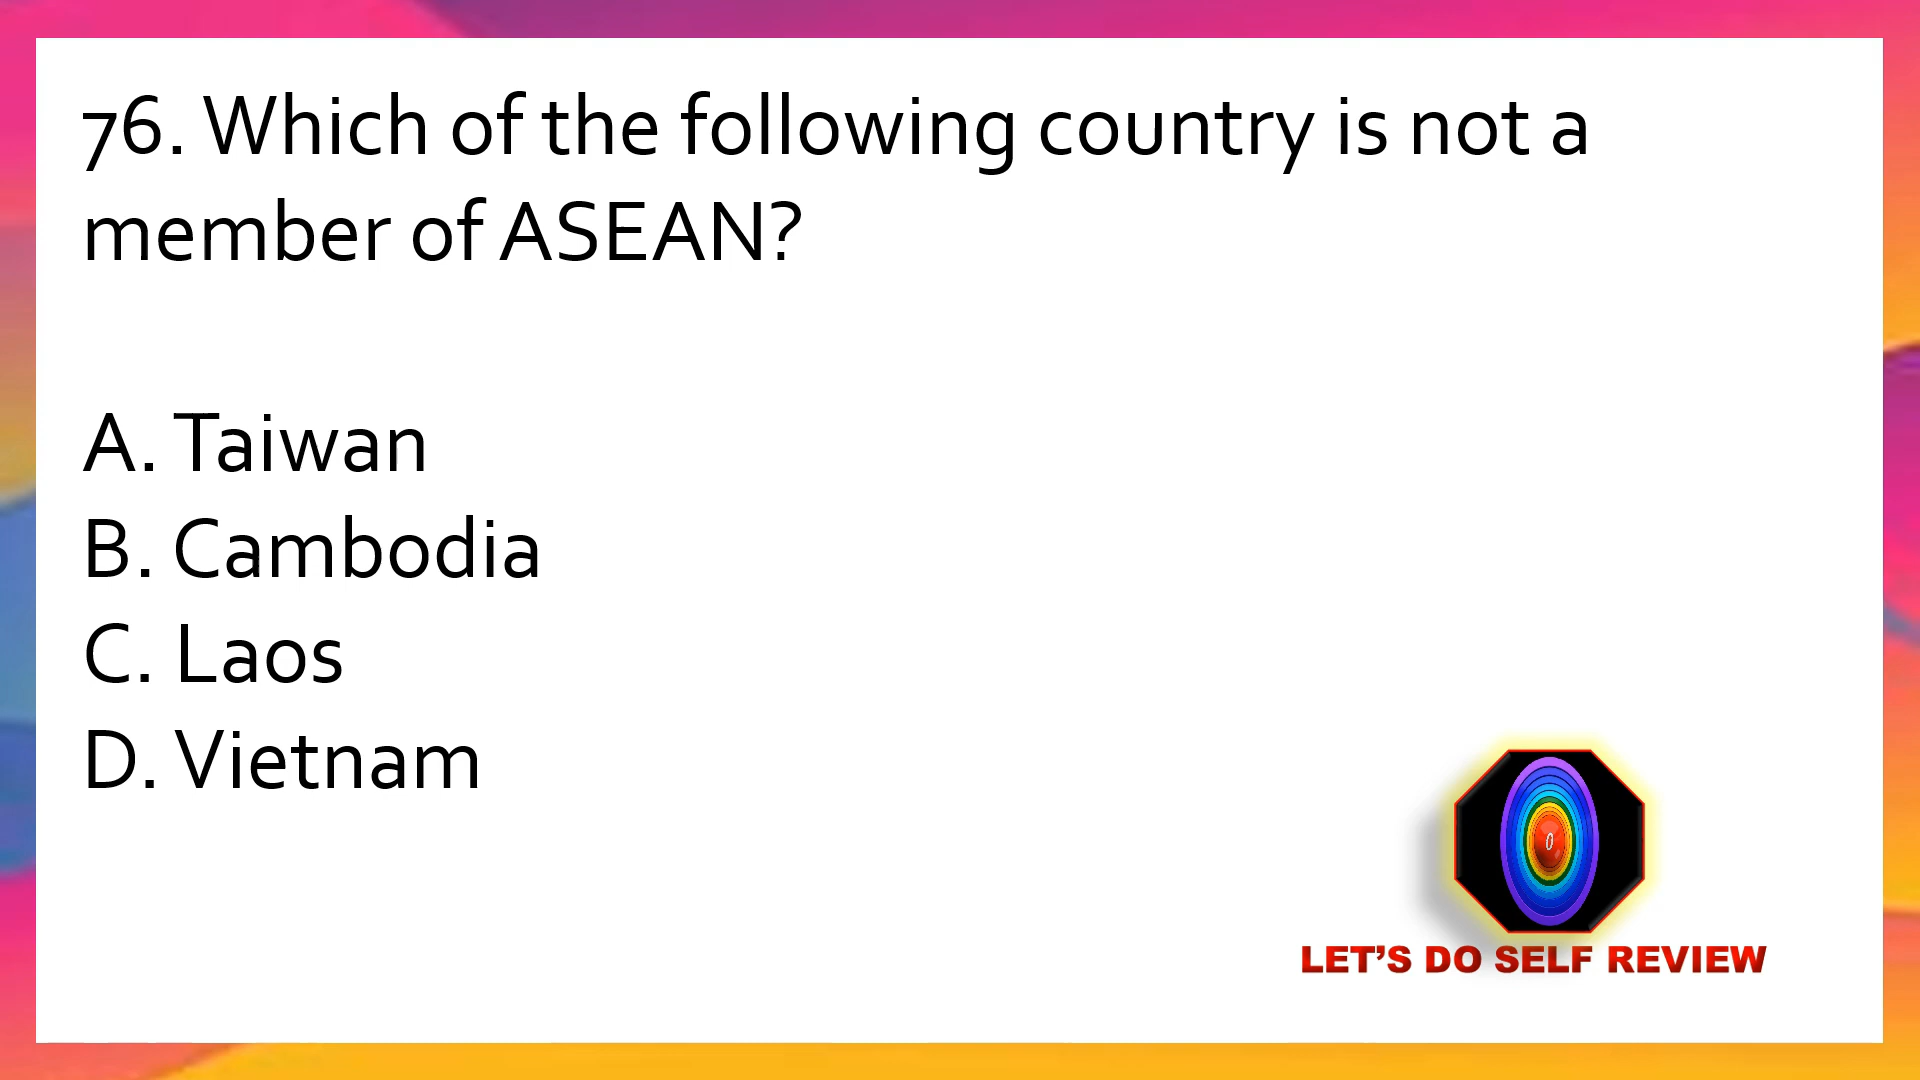 76. Which of the following country is not a
member of ASEAN?
A. Taiwan
B. Cambodia
C. Laos
D. Vietnam
0
LET’S DO SELF REVIEW